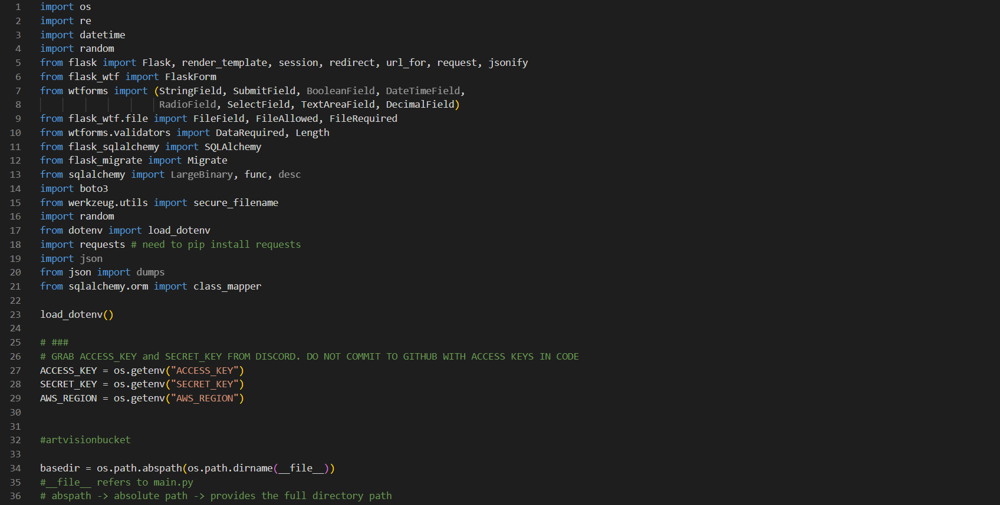 1 import os
2 import re
3 import datetime
4 import random
5 from flask import Flask, render_template, session, redirect, url_for, request, jsonify
6 from flask_wtf import FlaskForm
7 from wtforms import (StringField, SubmitField, BooleanField, DateTimeField,
8 RadioField, SelectField, TextAreaField, DecimalField)
9 from flask_wtf.file import FileField, FileAllowed, FileRequired
10 from wtforms.validators import DataRequired, Length
11 from flask_sqlalchemy import SQLAlchemy
12 from flask_migrate import Migrate
13 from sqlalchemy import LargeBinary, func, desc
14 import boto3
15 from werkzeug.utils import secure_filename
16 import random
17 from dotenv import load_dotenv
18 import requests # need to pip install requests
19 import json
20 from json import dumps
21 from sqlalchemy.orm import class_mapper
22
23 load_dotenv()
24
25 # ###
26 # GRAB ACCESS_KEY and SECRET_KEY FROM DISCORD. DO NOT COMMIT TO GITHUB WITH ACCESS KEYS IN CODE
27 ACCESS_KEY = os.getenv("ACCESS_KEY")
28 SECRET_KEY = os.getenv("SECRET_KEY")
29 AWS_REGION = os.getenv("AWS_REGION")
30
31
32 #artvisionbucket
33
34 basedir = os.path.abspath(os.path.dirname(__file__))
35 #__file__ refers to main.py
36 # abspath -> absolute path -> provides the full directory path